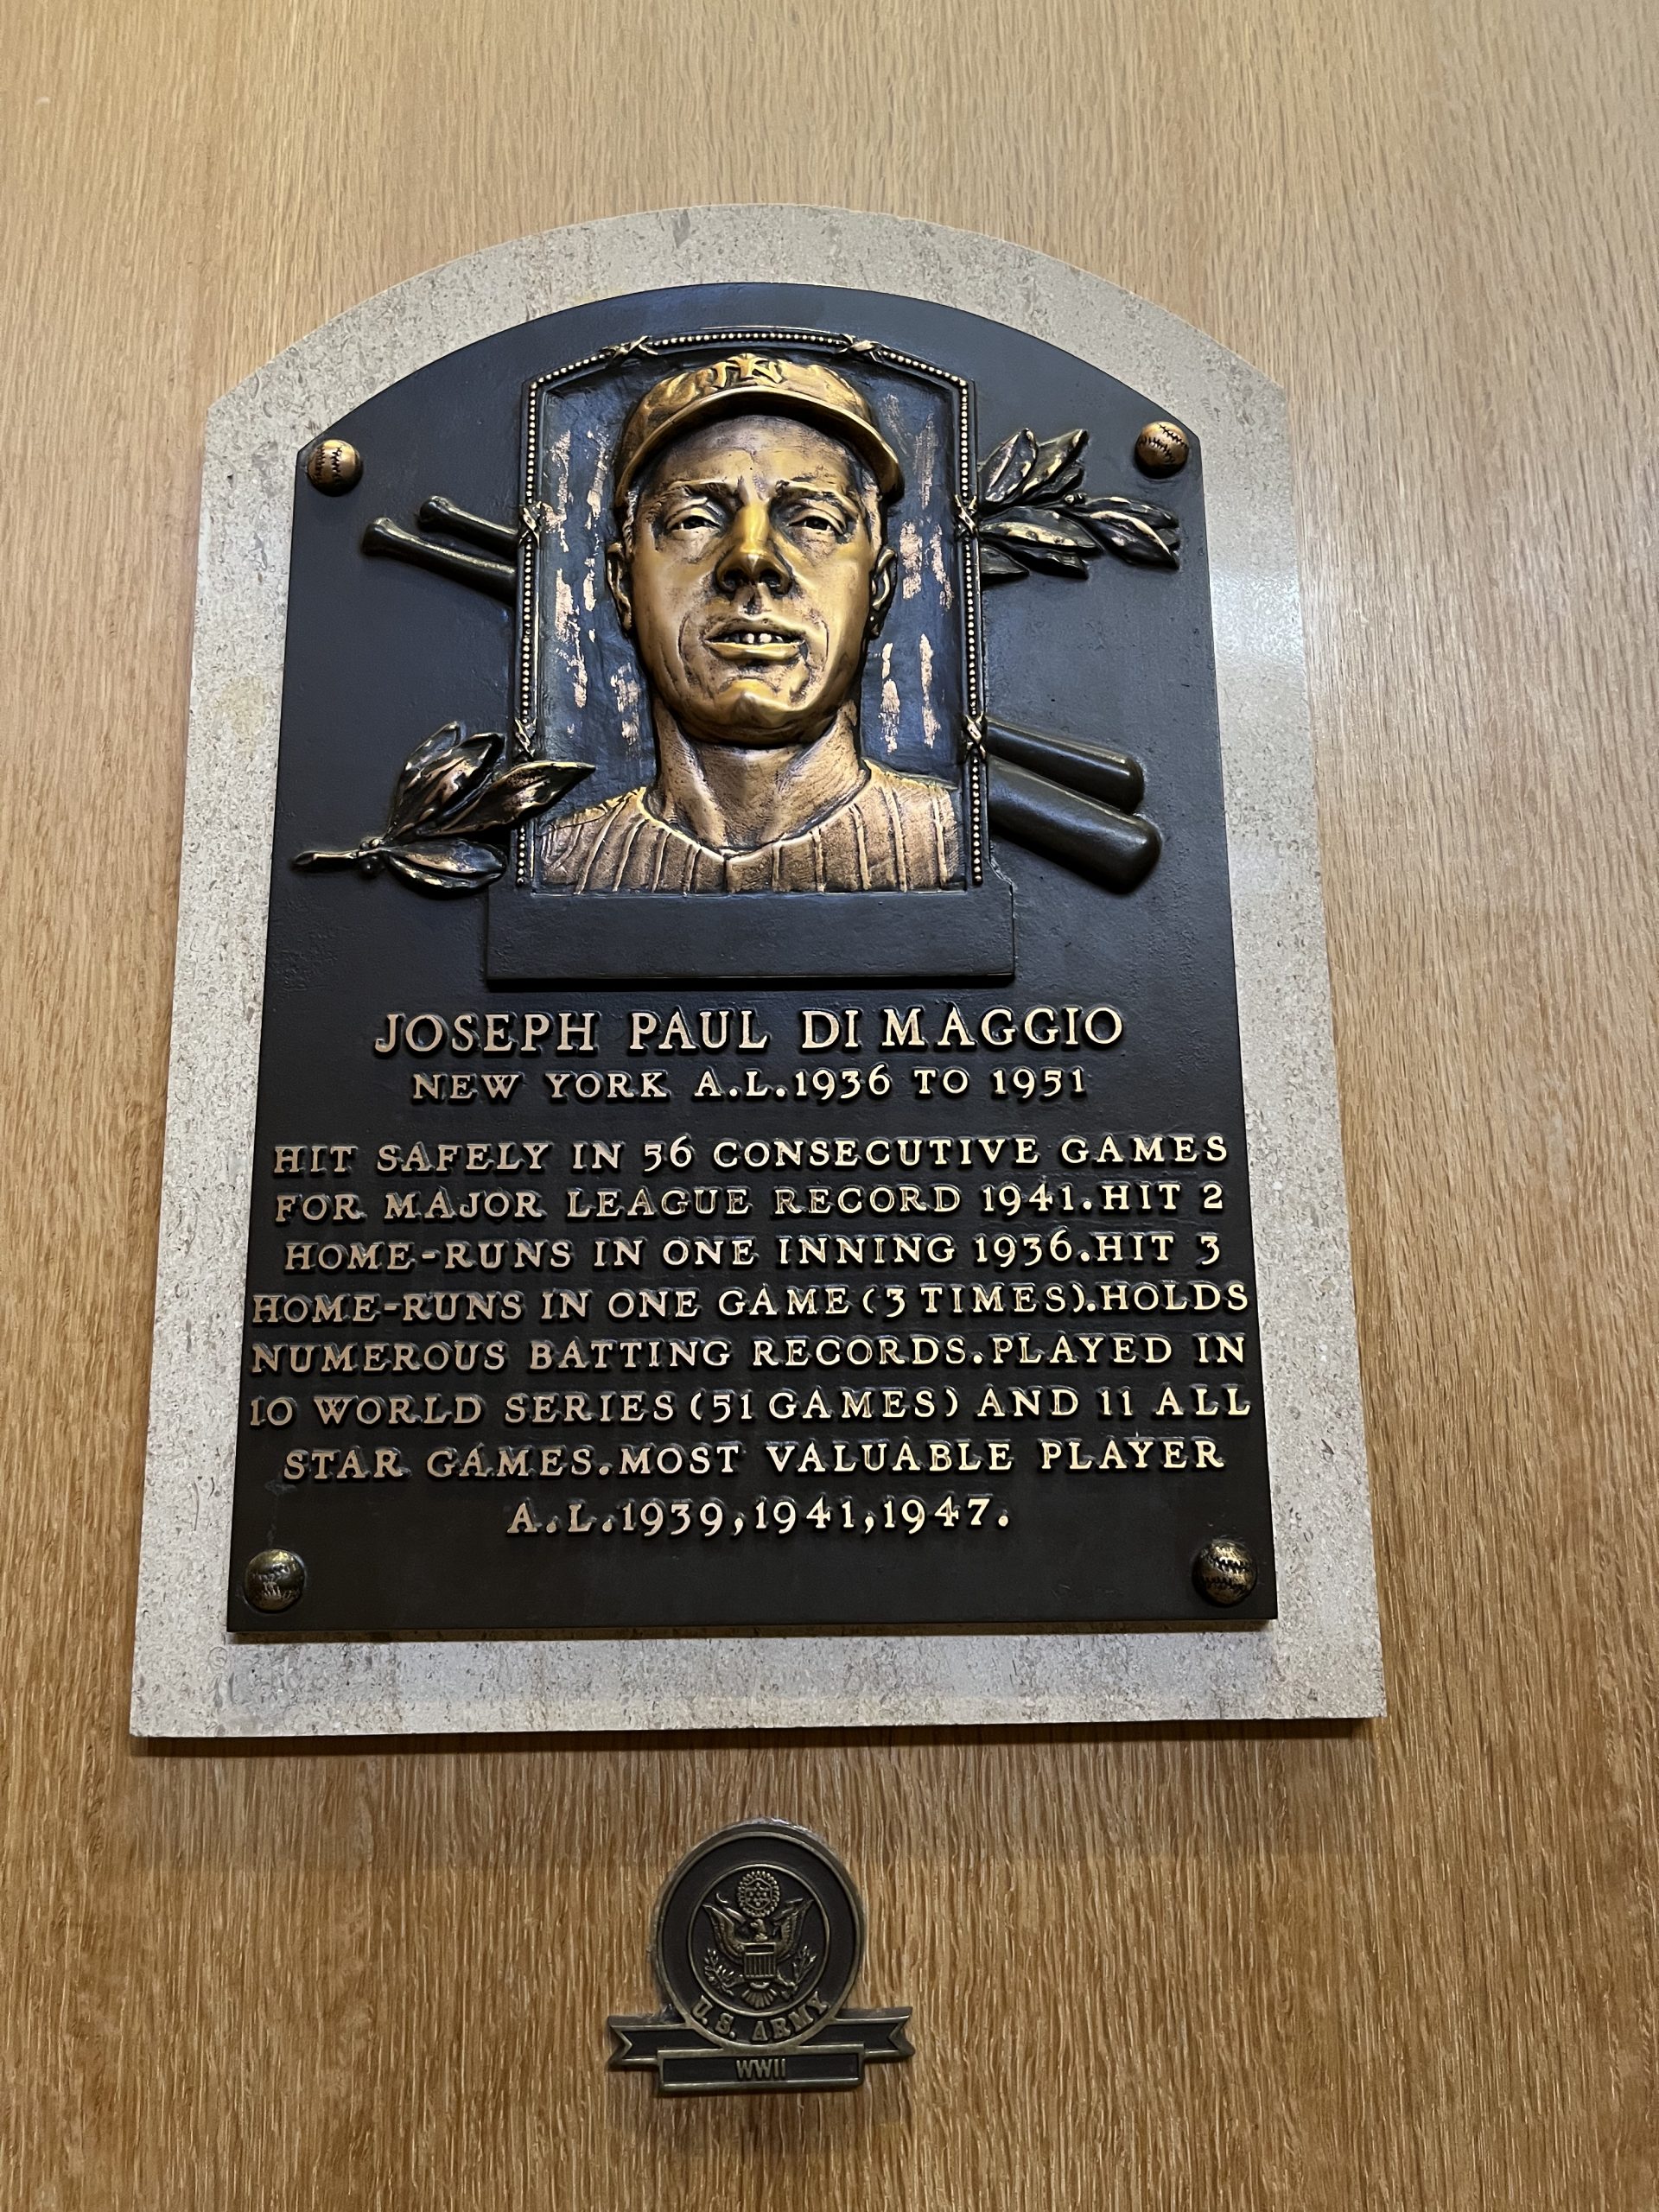 NY
JOSEPH PAUL DI MAGGIO
NEW YORK A.L.1936 TO 1951
HIT SAFELY IN 56 CONSECUTIVE GAMES
FOR MAJOR LEAGUE RECORD 1941.HIT 2
HOME-RUNS IN ONE INNING 1936.HIT 3
HOME-RUNS IN ONE GAME (3 TIMES).HOLDS
NUMEROUS BATTING RECORDS.PLAYED IN
10 WORLD SERIES (51 GAMES) AND 11 ALL
STAR GAMES.MOST VALUABLE PLAYER
A.L.1939,1941,1947.
U.S. ARMY
WWII